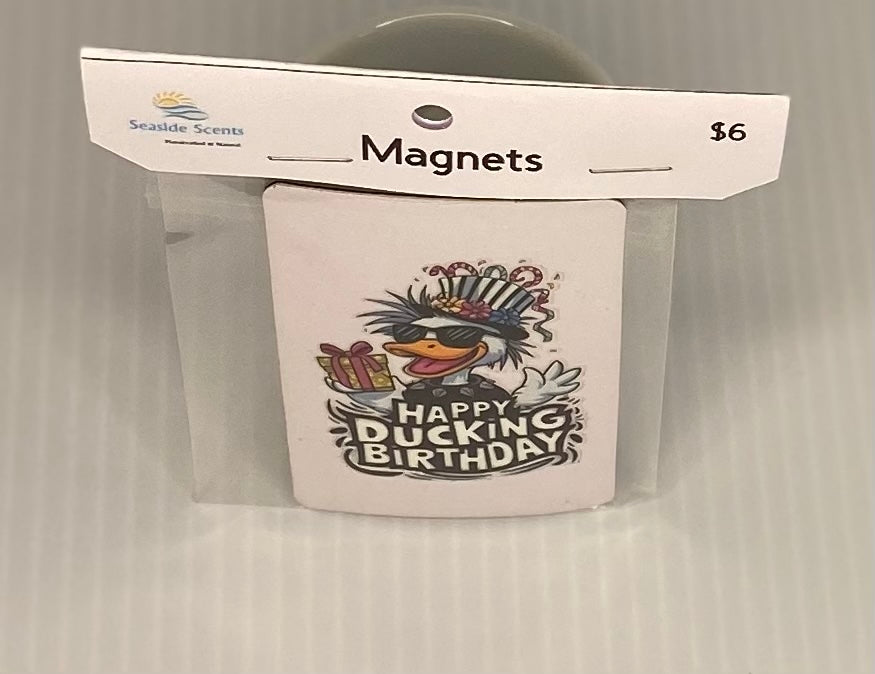 Seaside Scents
$6
Magnets
HAPPY
DUCKING
BIRTHDAY